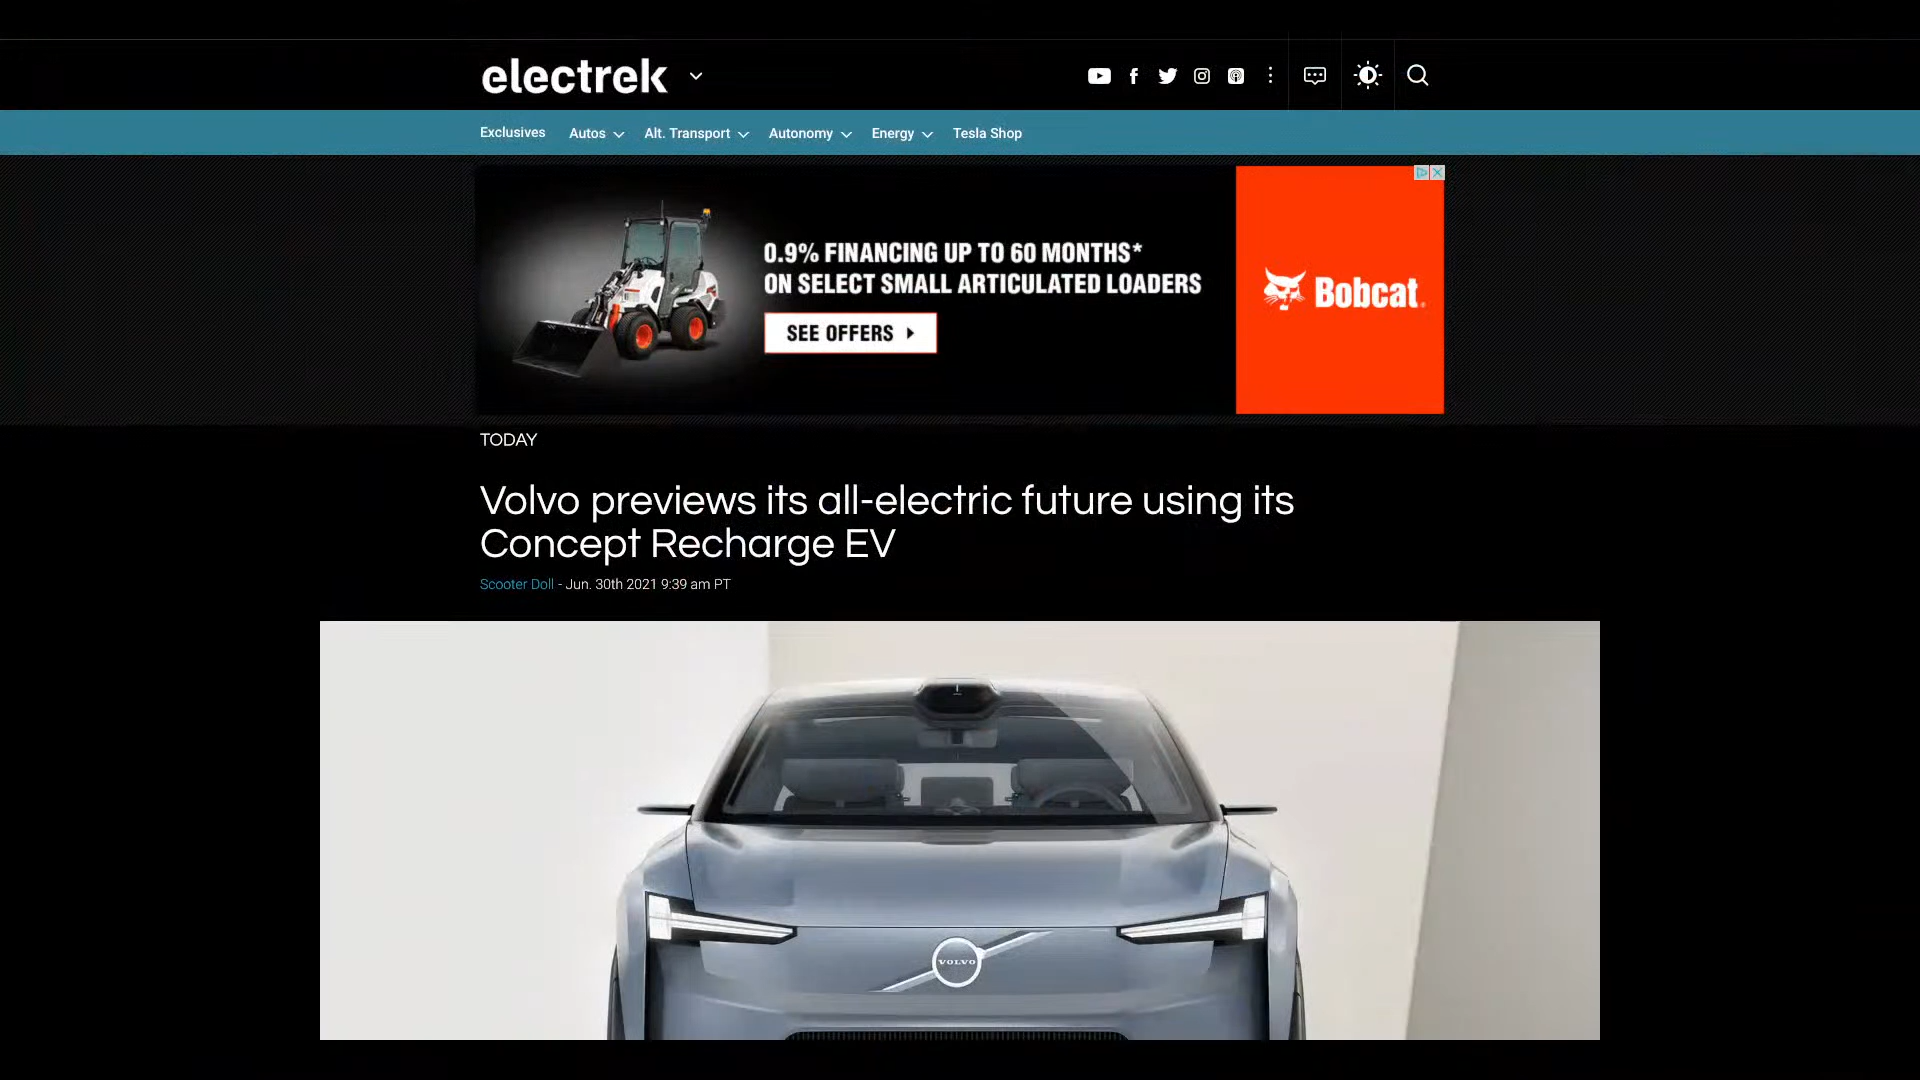 electrek
Exclusives Autos Alt. Transport Autonomy Energy Tesla Shop
0.9% FINANCING UP TO 60 MONTHS*
ON SELECT SMALL ARTICULATED LOADERS
SEE OFFERS
Bobcat
TODAY
Volvo previews its all-electric future using its
Concept Recharge EV
Scooter Doll - Jun. 30th 2021 9:39 am PT
VOLVO